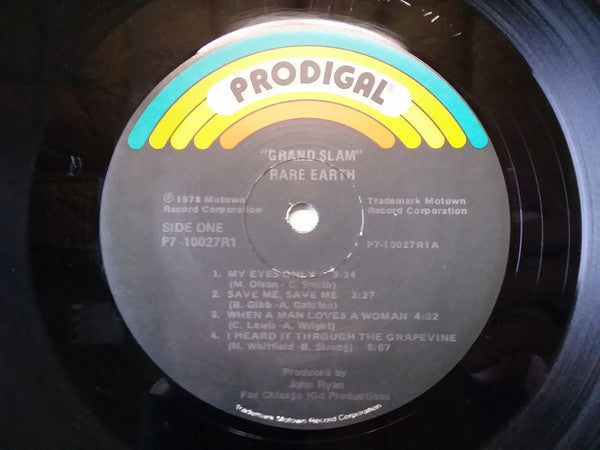 PRODIGAL
"GRAND SLAM"
RARE EARTH
℗ 1978 Motown
Record Corporation
Trademark Motown
Record Corporation
SIDE ONE
P7-10027R1
P7-10027R1A
1. MY EYES ONLY 3:24
(M. Olson - C. Smith)
2. SAVE ME, SAVE ME 3:27
(B. Gibb -A. Galuten)
3. WHEN A MAN LOVES A WOMAN 4:02
(C. Lewis -A. Wright)
4. I HEARD IT THROUGH THE GRAPEVINE
(N. Whitfield -B. Strong) 5:07
Produced by
John Ryan
For Chicago Kid Productions
Trademark Motown Record Corporation